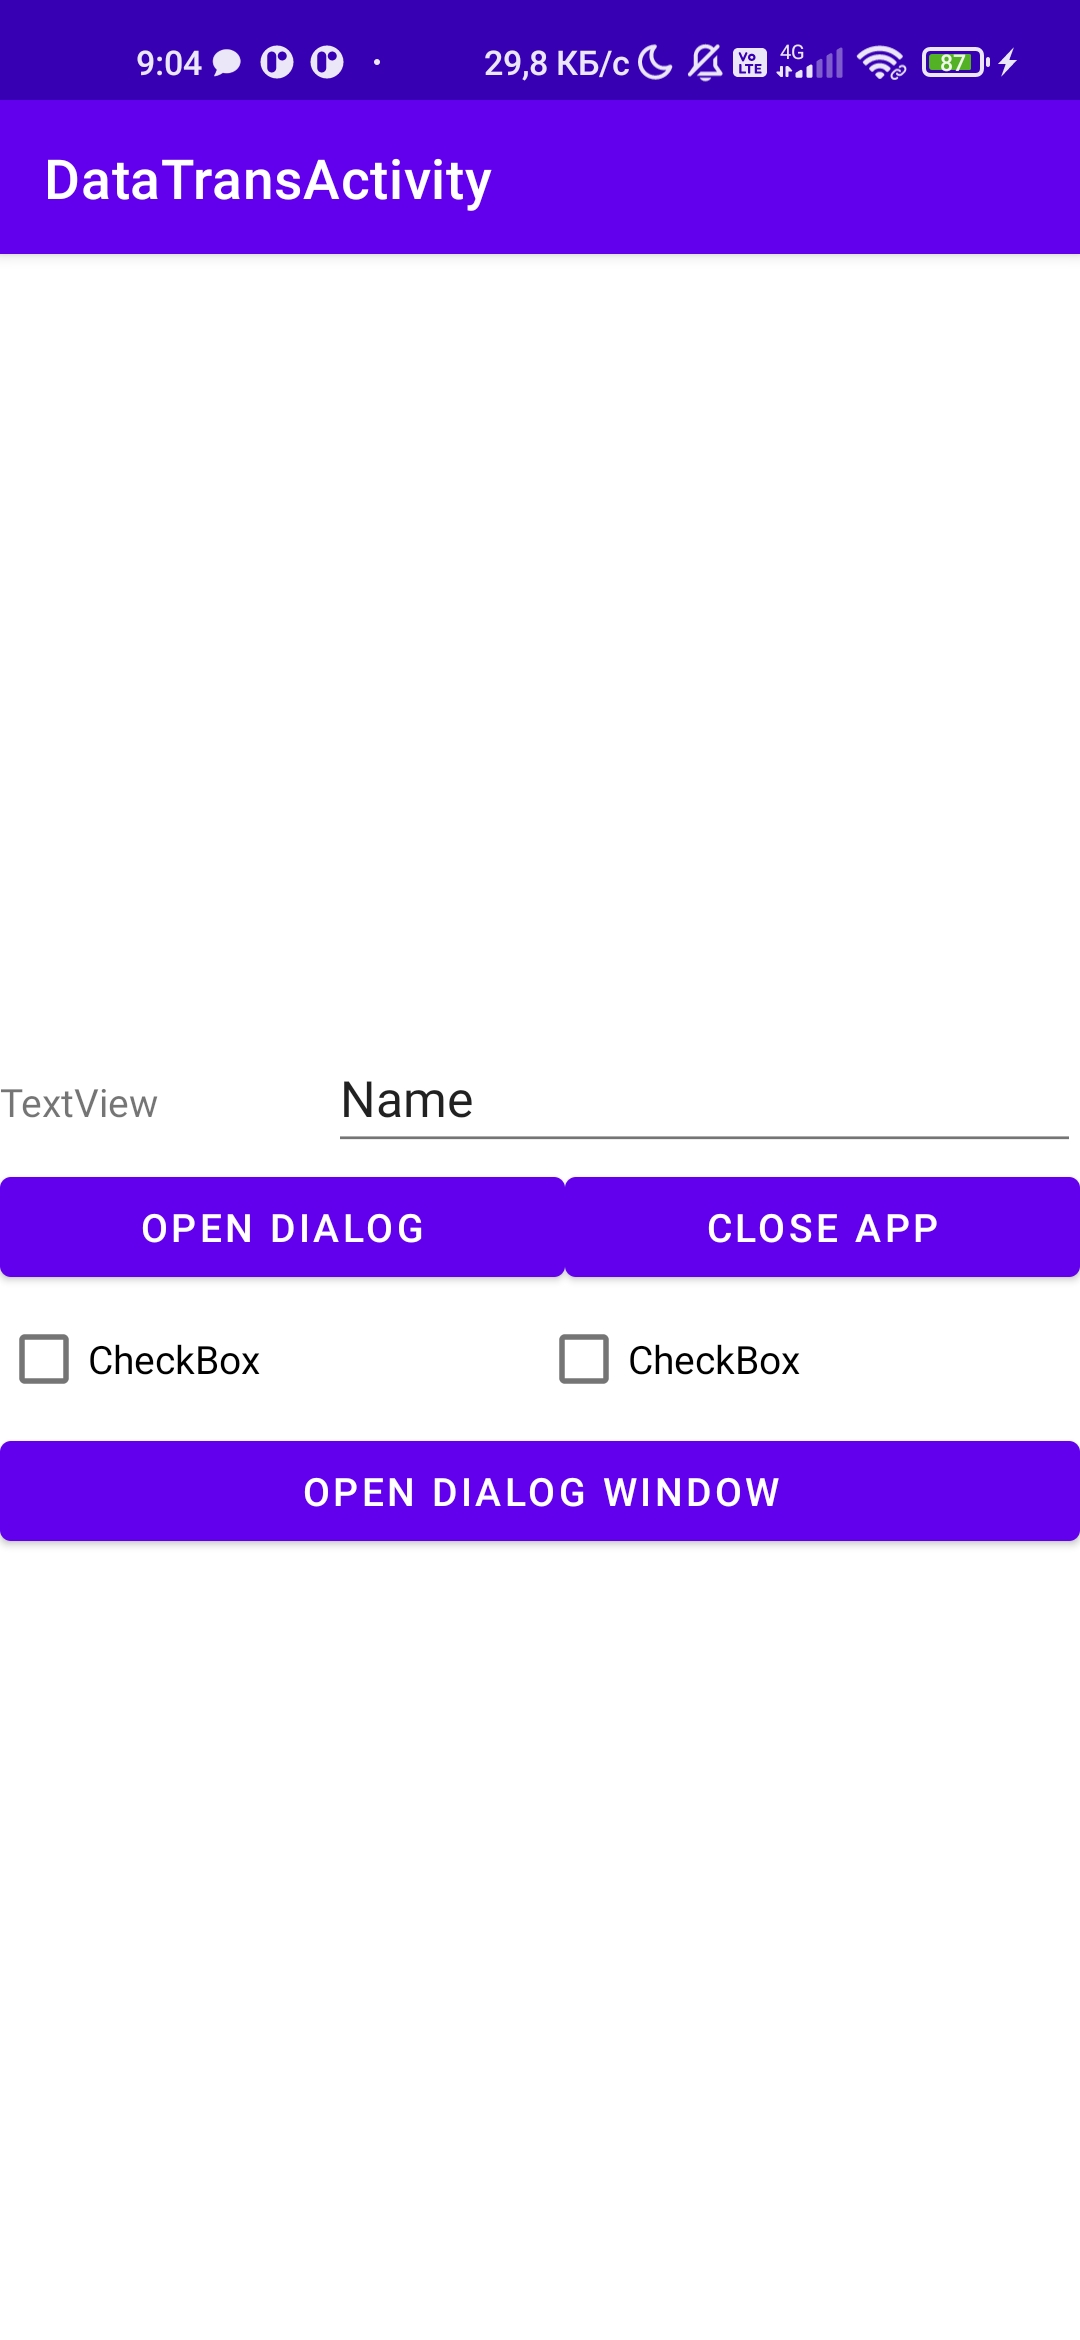 9:04 29,8 КБ/с Vo LTE 4G 87
DataTransActivity
TextView Name
OPEN DIALOG CLOSE APP
CheckBox CheckBox
OPEN DIALOG WINDOW